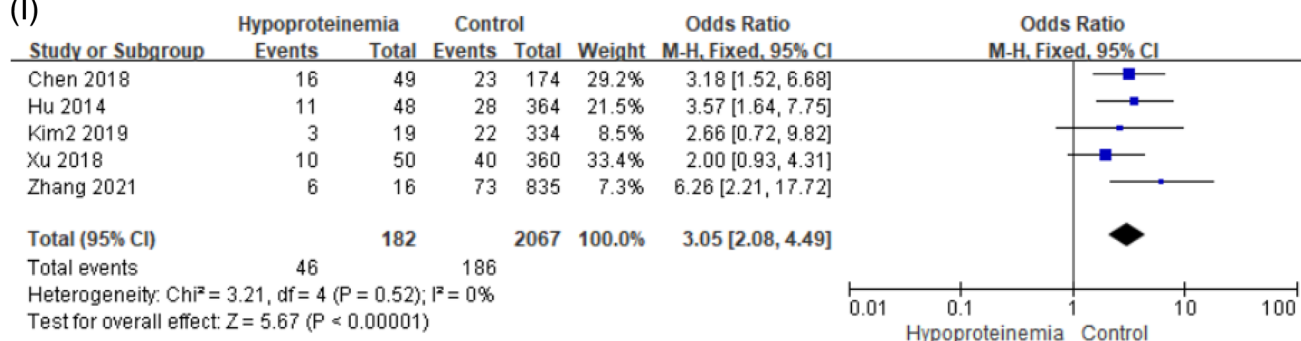 (I)
Hypoproteinemia Control Odds Ratio Odds Ratio
Study or Subgroup Events Total Events Total Weight M-H, Fixed, 95% CI M-H, Fixed, 95% CI
Chen 2018 16 49 23 174 29.2% 3.18 [1.52, 6.68]
Hu 2014 11 48 28 364 21.5% 3.57 [1.64, 7.75]
Kim2 2019 3 19 22 334 8.5% 2.66 [0.72, 9.82]
Xu 2018 10 50 40 360 33.4% 2.00 [0.93, 4.31]
Zhang 2021 6 16 73 835 7.3% 6.26 [2.21, 17.72]
Total (95% CI) 182 2067 100.0% 3.05 [2.08, 4.49]
Total events 46 186
Heterogeneity: Chi² = 3.21, df = 4 (P = 0.52); I² = 0%
Test for overall effect: Z = 5.67 (P < 0.00001)
0.01 0.1 1 10 100
Hypoproteinemia Control